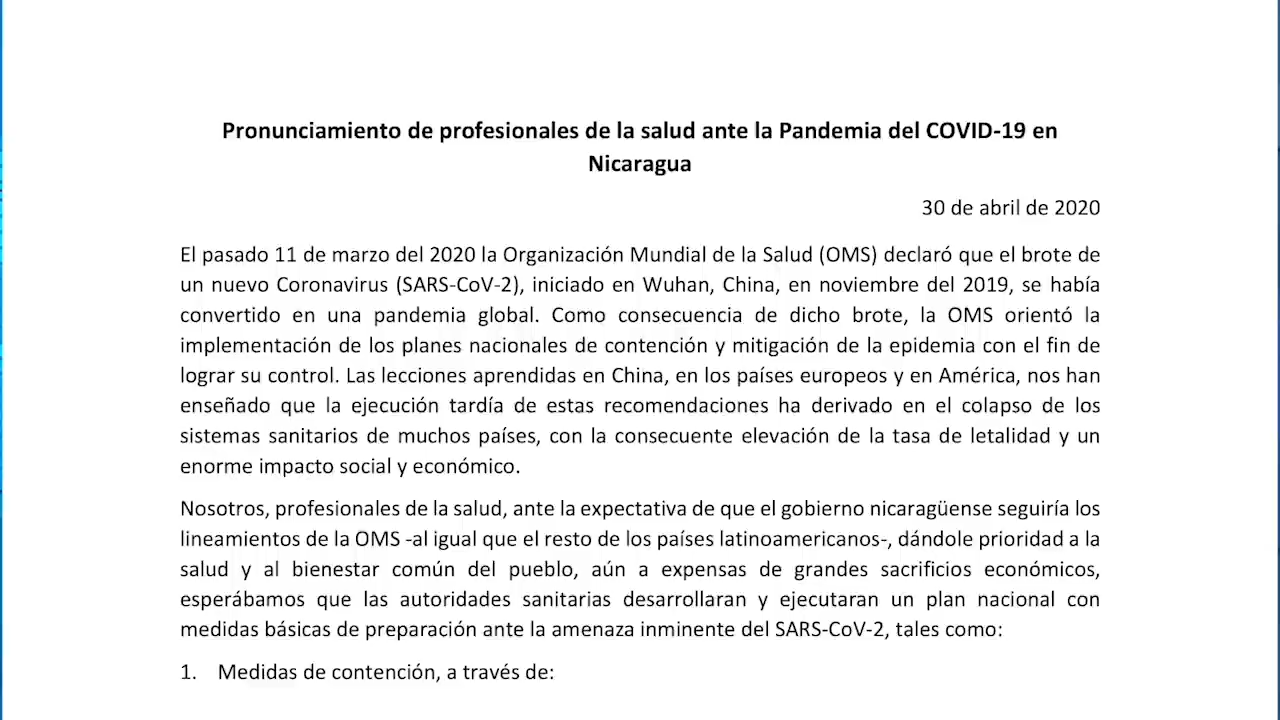 Pronunciamiento de profesionales de la salud ante la Pandemia del COVID-19 en
Nicaragua
30 de abril de 2020
El pasado 11 de marzo del 2020 la Organización Mundial de la Salud (OMS) declaró que el brote de
un nuevo Coronavirus (SARS-CoV-2), iniciado en Wuhan, China, en noviembre del 2019, se había
convertido en una pandemia global. Como consecuencia de dicho brote, la OMS orientó la
implementación de los planes nacionales de contención y mitigación de la epidemia con el fin de
lograr su control. Las lecciones aprendidas en China, en los países europeos y en América, nos han
enseñado que la ejecución tardía de estas recomendaciones ha derivado en el colapso de los
sistemas sanitarios de muchos países, con la consecuente elevación de la tasa de letalidad y un
enorme impacto social y económico.
Nosotros, profesionales de la salud, ante la expectativa de que el gobierno nicaragüense seguiría los
lineamientos de la OMS -al igual que el resto de los países latinoamericanos-, dándole prioridad a la
salud y al bienestar común del pueblo, aún a expensas de grandes sacrificios económicos,
esperábamos que las autoridades sanitarias desarrollaran y ejecutaran un plan nacional con
medidas básicas de preparación ante la amenaza inminente del SARS-CoV-2, tales como:
1. Medidas de contención, a través de: